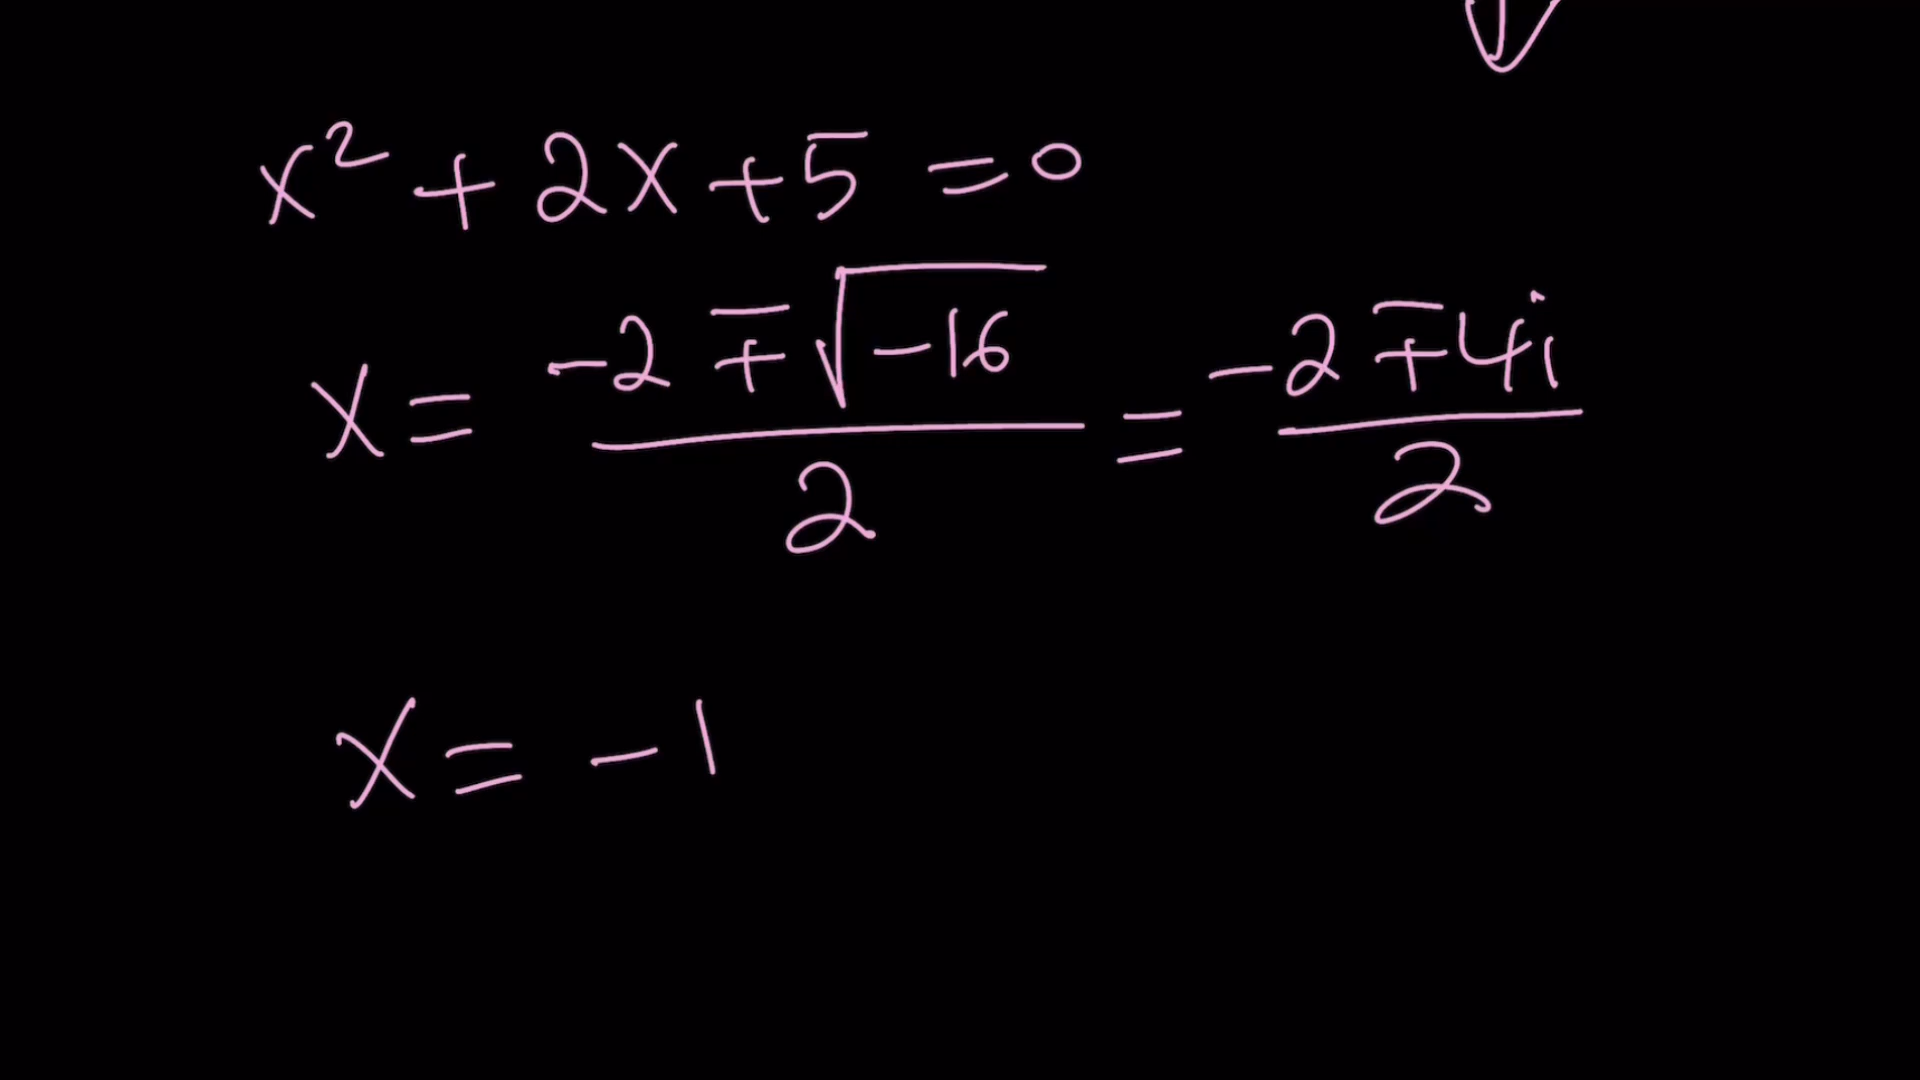 x² + 2x + 5 = 0
x = (-2 ∓ √(-16))/2 = (-2 ∓ 4i)/2
x = -1